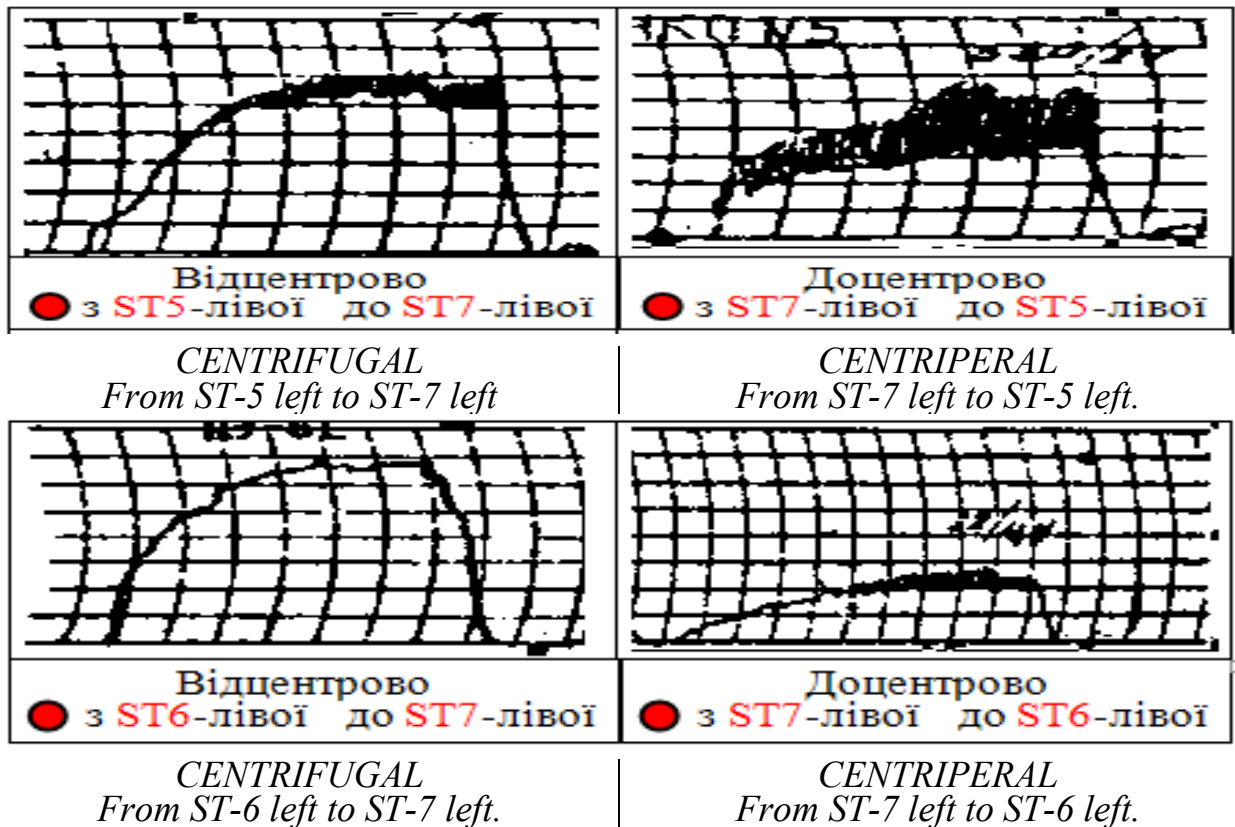 Відцентрово
з ST5-лівої до ST7-лівої
Доцентрово
з ST7-лівої до ST5-лівої
CENTRIFUGAL
From ST-5 left to ST-7 left
CENTRIPERAL
From ST-7 left to ST-5 left.
Відцентрово
з ST6-лівої до ST7-лівої
Доцентрово
з ST7-лівої до ST6-лівої
CENTRIFUGAL
From ST-6 left to ST-7 left.
CENTRIPERAL
From ST-7 left to ST-6 left.